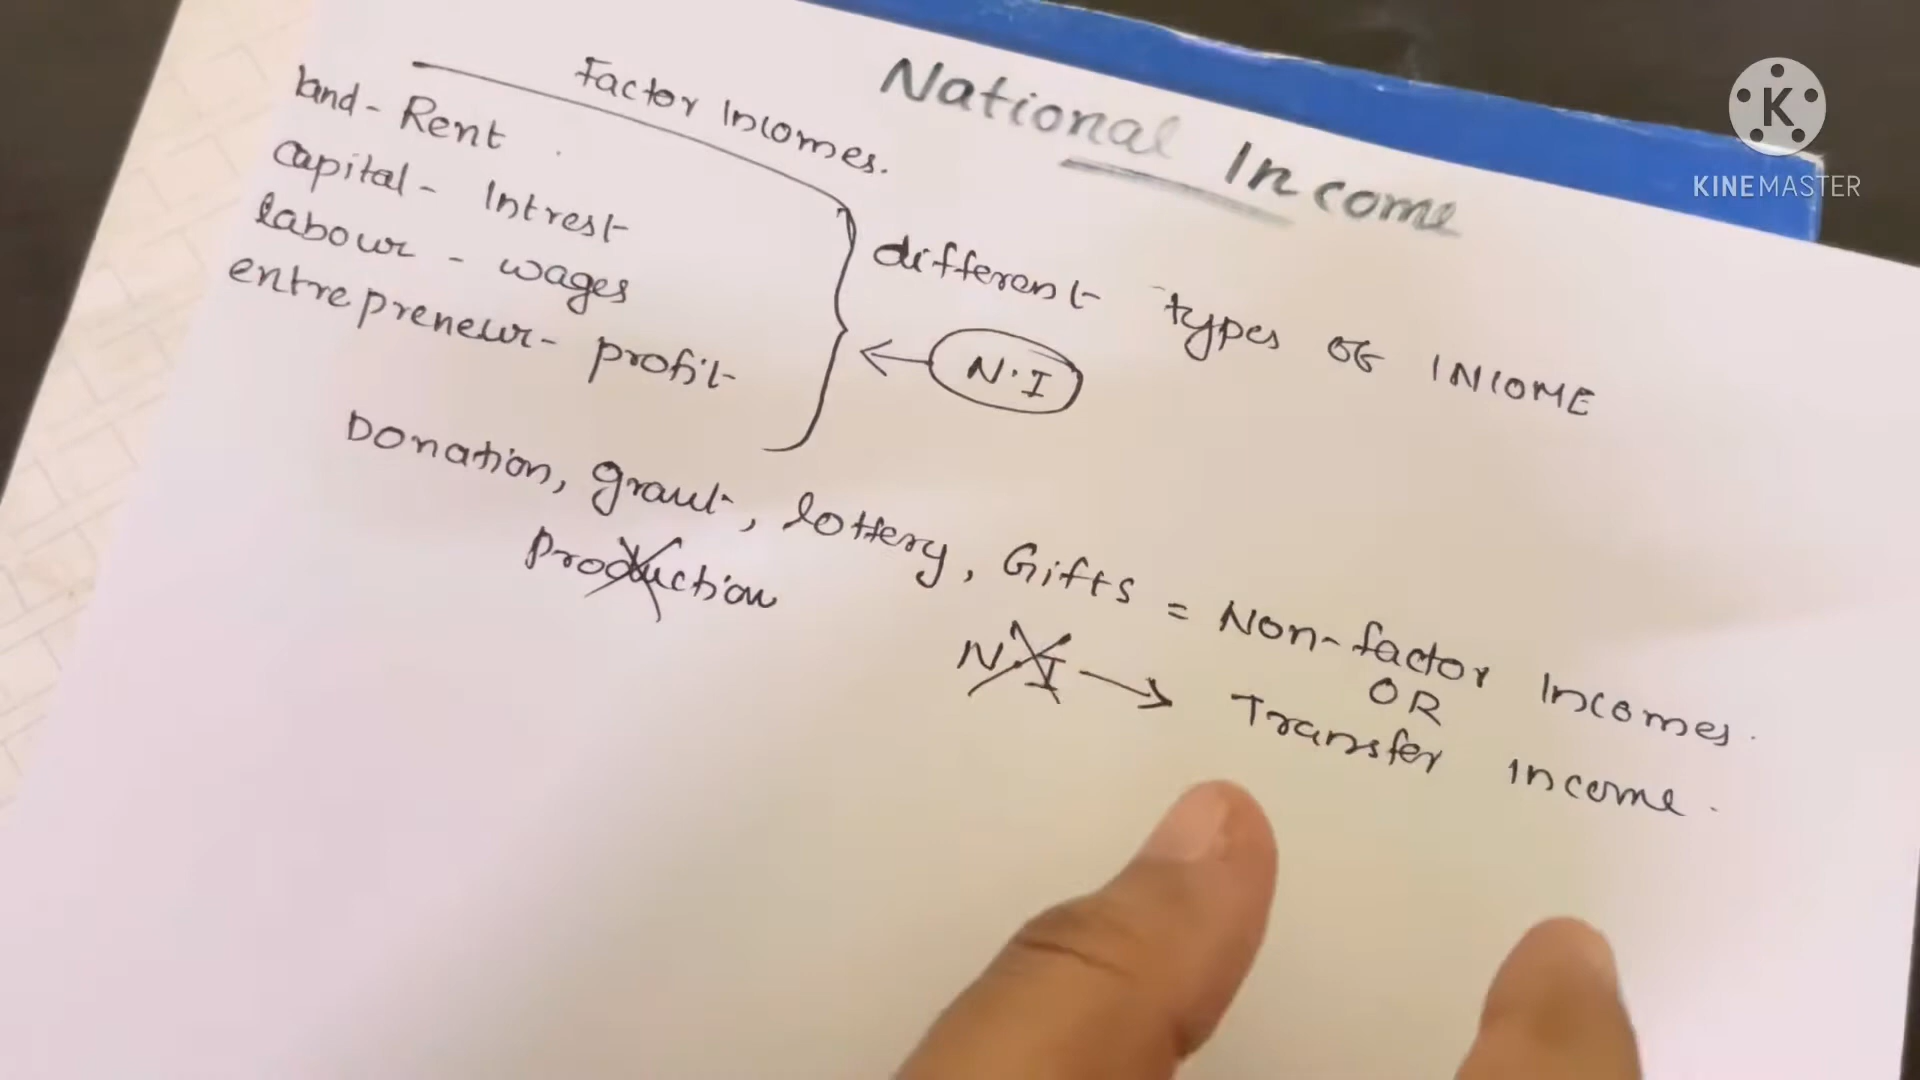 National Income
Factor Incomes.
land - Rent
capital - Intrest
labour - wages
entrepreneur - profit
different types of INCOME
N.I
Donation, grant, lottery, Gifts = Non-factor Incomes.
production
OR
N.I → Transfer income.
K
KINEMASTER